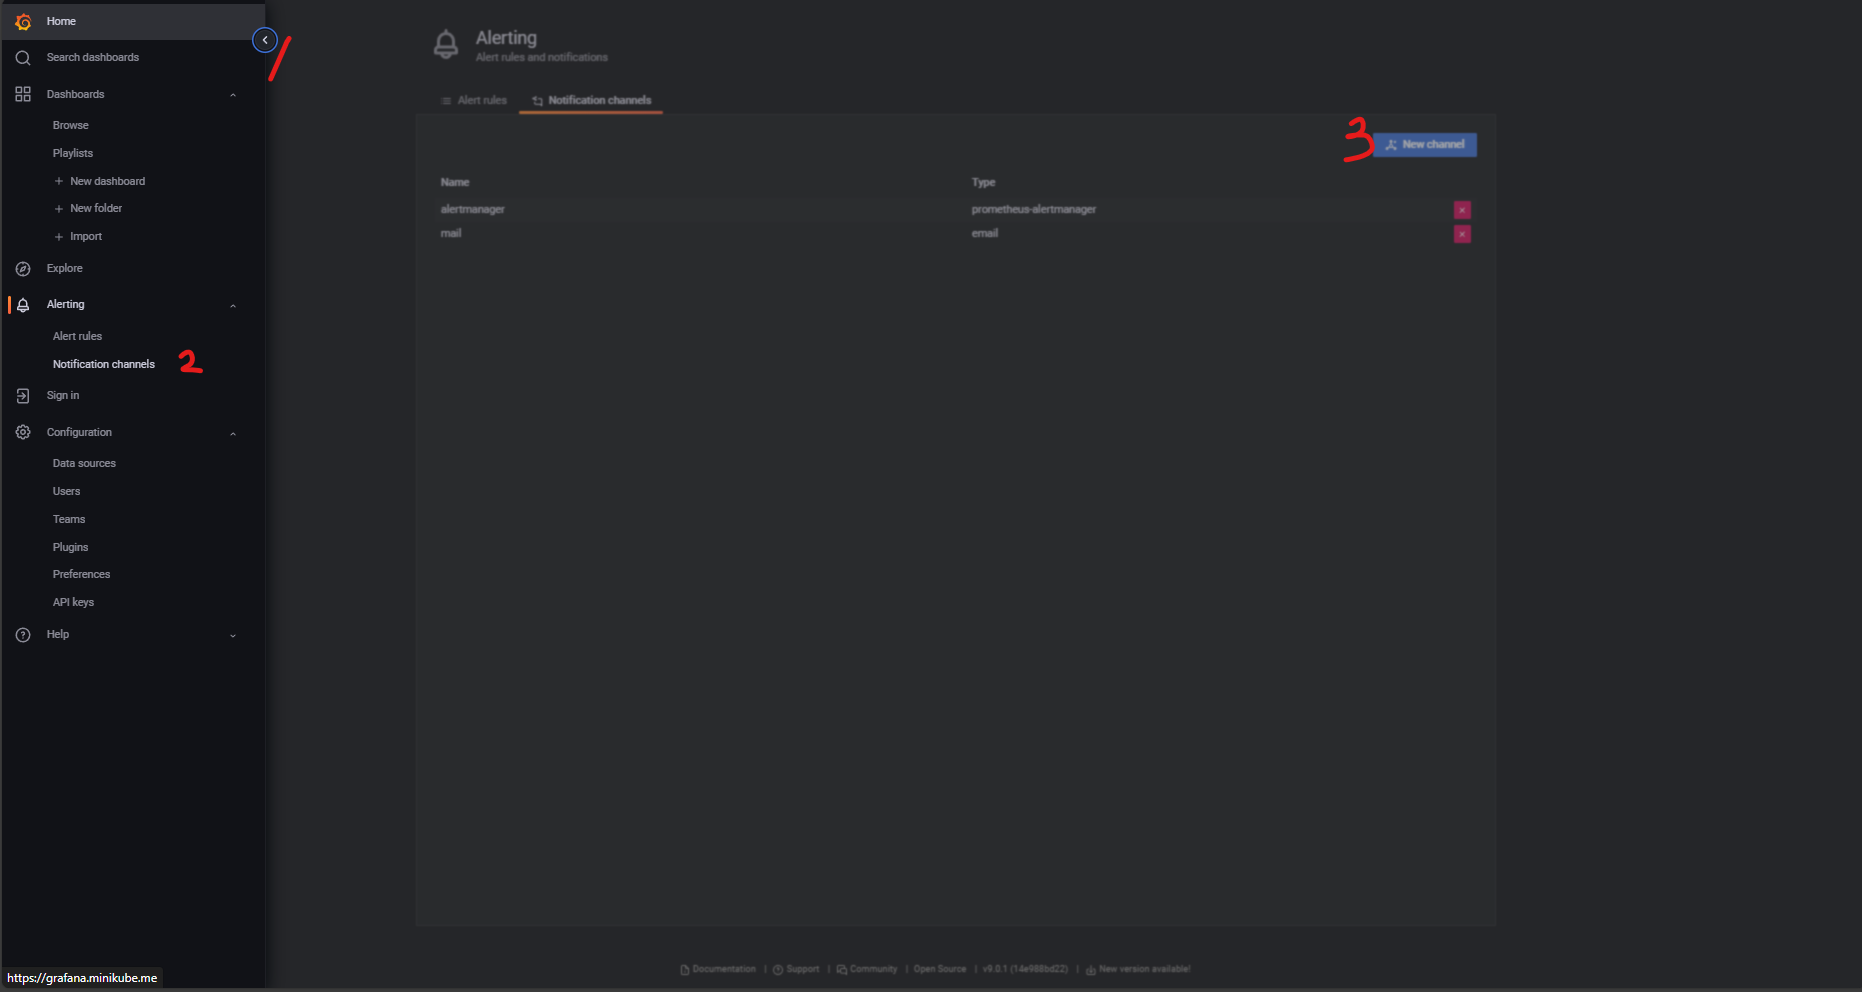 Home
Search dashboards
Dashboards
Browse
Playlists
+ New dashboard
+ New folder
+ Import
Explore
Alerting
Alert rules
Notification channels
2
Sign in
Configuration
Data sources
Users
Teams
Plugins
Preferences
API keys
Help
https://grafana.minikube.me
1
Alerting
Alert rules and notifications
Alert rules Notification channels
3 New channel
Name Type
alertmanager prometheus-alertmanager
mail email
Documentation | Support | Community | Open Source | v9.0.1 (14e988bd22) | New version available!